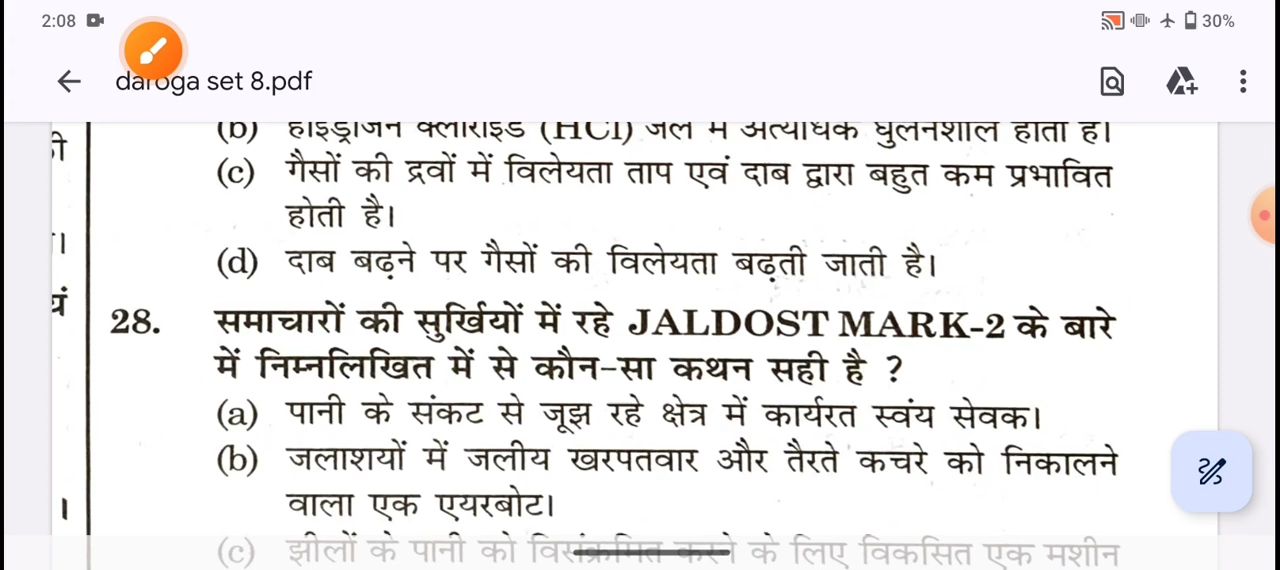 2:08
30%
daroga set 8.pdf
(b) हाइड्रोजन क्लोराइड (HCl) जल में अत्यधिक घुलनशील होता है।
ी
(c) गैसों की द्रवों में विलेयता ताप एवं दाब द्वारा बहुत कम प्रभावित
होती है।
।
(d) दाब बढ़ने पर गैसों की विलेयता बढ़ती जाती है।
यं
28. समाचारों की सुर्खियों में रहे JALDOST MARK-2 के बारे
में निम्नलिखित में से कौन-सा कथन सही है ?
(a) पानी के संकट से जूझ रहे क्षेत्र में कार्यरत स्वंय सेवक।
(b) जलाशयों में जलीय खरपतवार और तैरते कचरे को निकालने
वाला एक एयरबोट।
।
(c) झीलों के पानी को विसंक्रमित करने के लिए विकसित एक मशीन